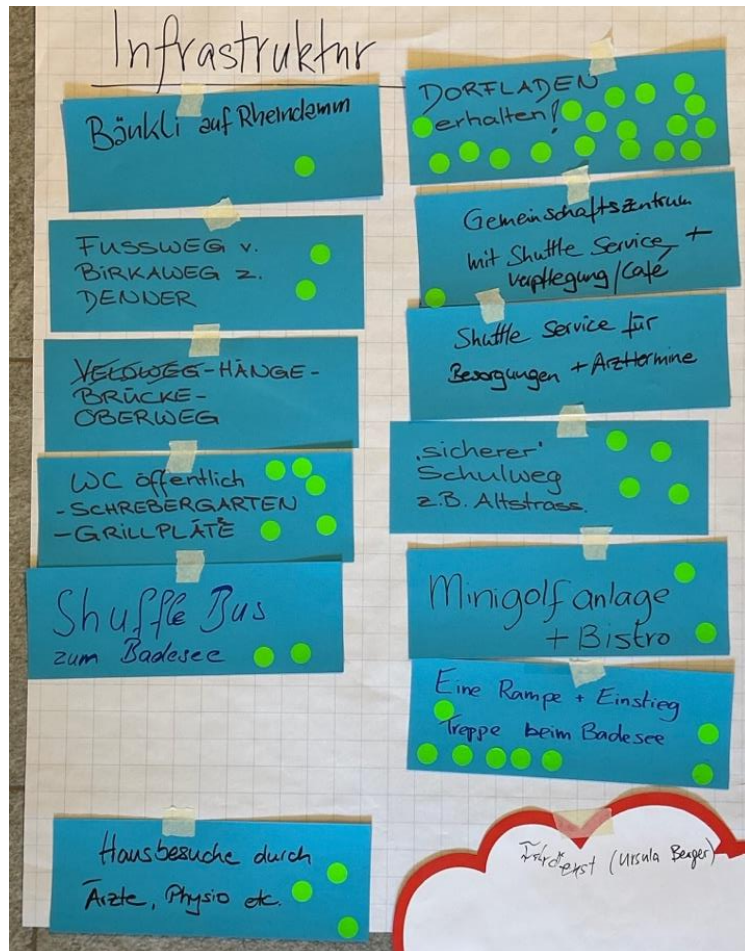 Infrastruktur
Bänkli auf Rheindamm
FUSSWEG v.
BIRKAWEG z.
DENNER
VELOWEG-HÄNGE-
BRÜCKE-
OBERWEG
WC öffentlich
-SCHREBERGARTEN
-GRILLPLÄTZE
Shuffle Bus
zum Badesee
Hausbesuche durch
Ärzte, Physio etc.
DORFLADEN
erhalten!
Gemeinschaftszentrum
mit Shuttle Service, +
Verpflegung/Café
Shuttle Service für
Besorgungen + Arzttermine
'sicherer'
Schulweg
z.B. Altstrass.
Minigolfanlage
+ Bistro
Eine Rampe + Einstieg
Treppe beim Badesee
(Ursula Berger)